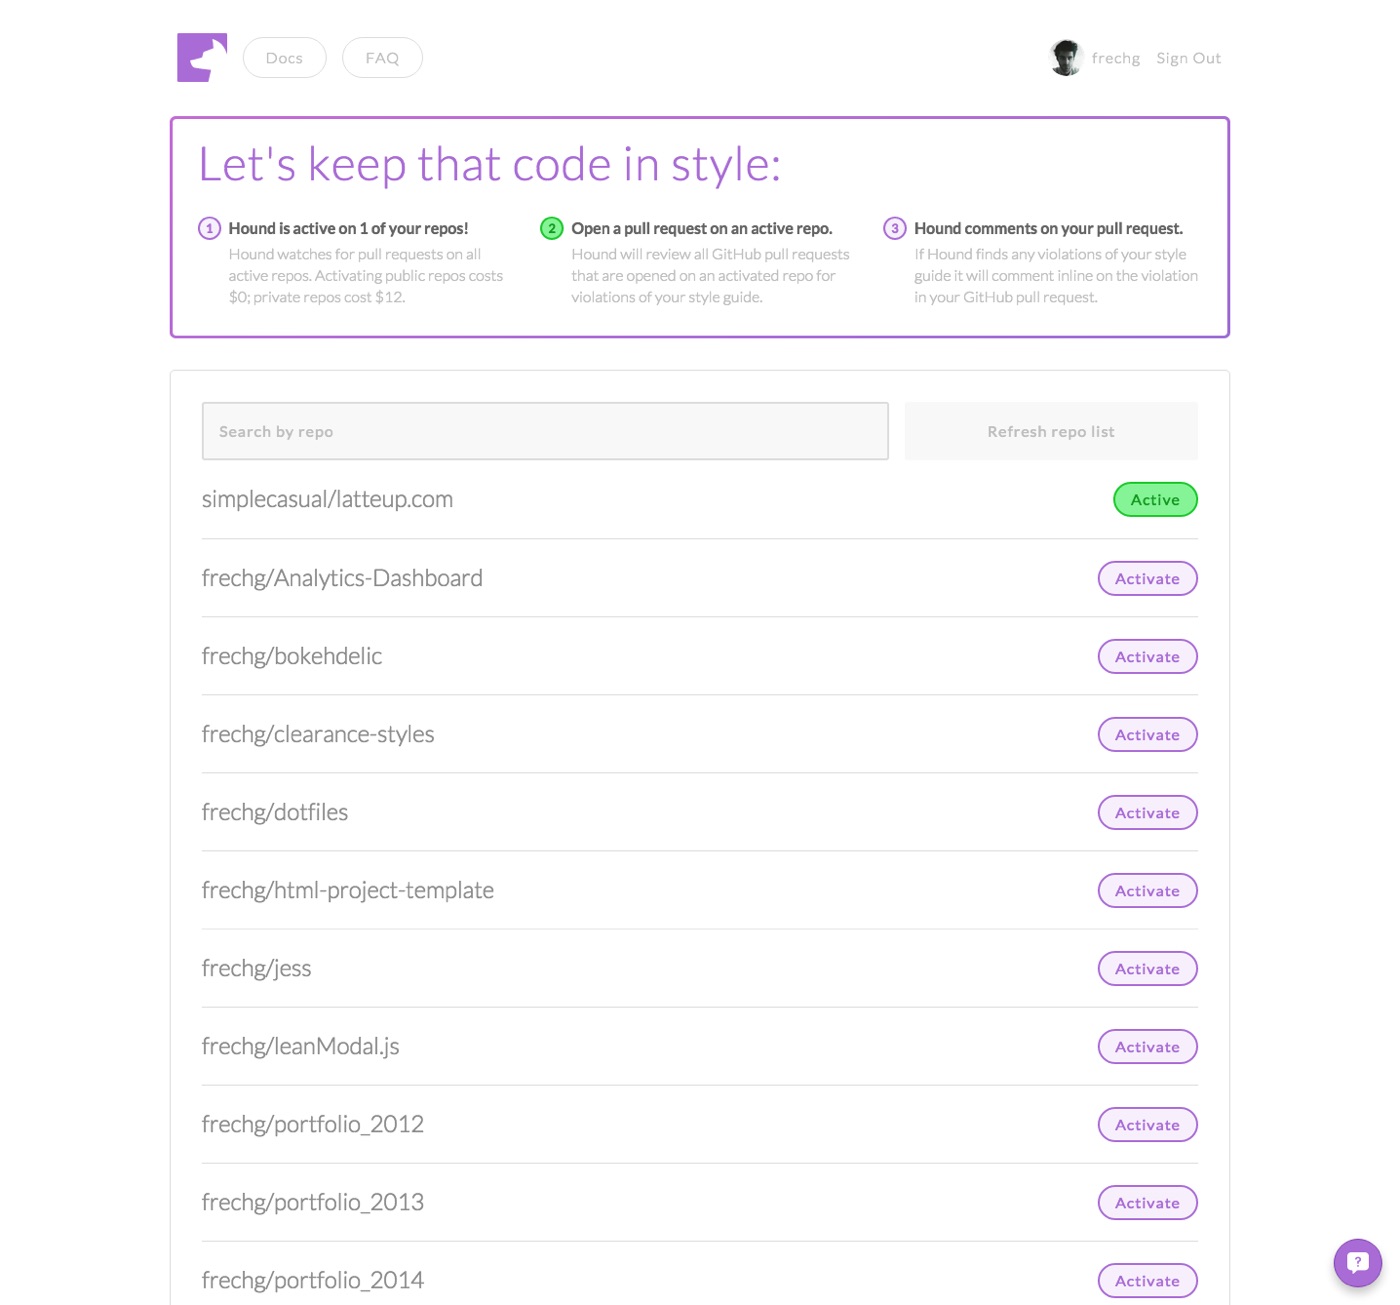 Docs
FAQ
frechg
Sign Out
Let's keep that code in style:
1 Hound is active on 1 of your repos!
Hound watches for pull requests on all
active repos. Activating public repos costs
$0; private repos cost $12.
2 Open a pull request on an active repo.
Hound will review all GitHub pull requests
that are opened on an activated repo for
violations of your style guide.
3 Hound comments on your pull request.
If Hound finds any violations of your style
guide it will comment inline on the violation
in your GitHub pull request.
Search by repo
Refresh repo list
simplecasual/latteup.com
Active
frechg/Analytics-Dashboard
Activate
frechg/bokehdelic
Activate
frechg/clearance-styles
Activate
frechg/dotfiles
Activate
frechg/html-project-template
Activate
frechg/jess
Activate
frechg/leanModal.js
Activate
frechg/portfolio_2012
Activate
frechg/portfolio_2013
Activate
frechg/portfolio_2014
Activate
?